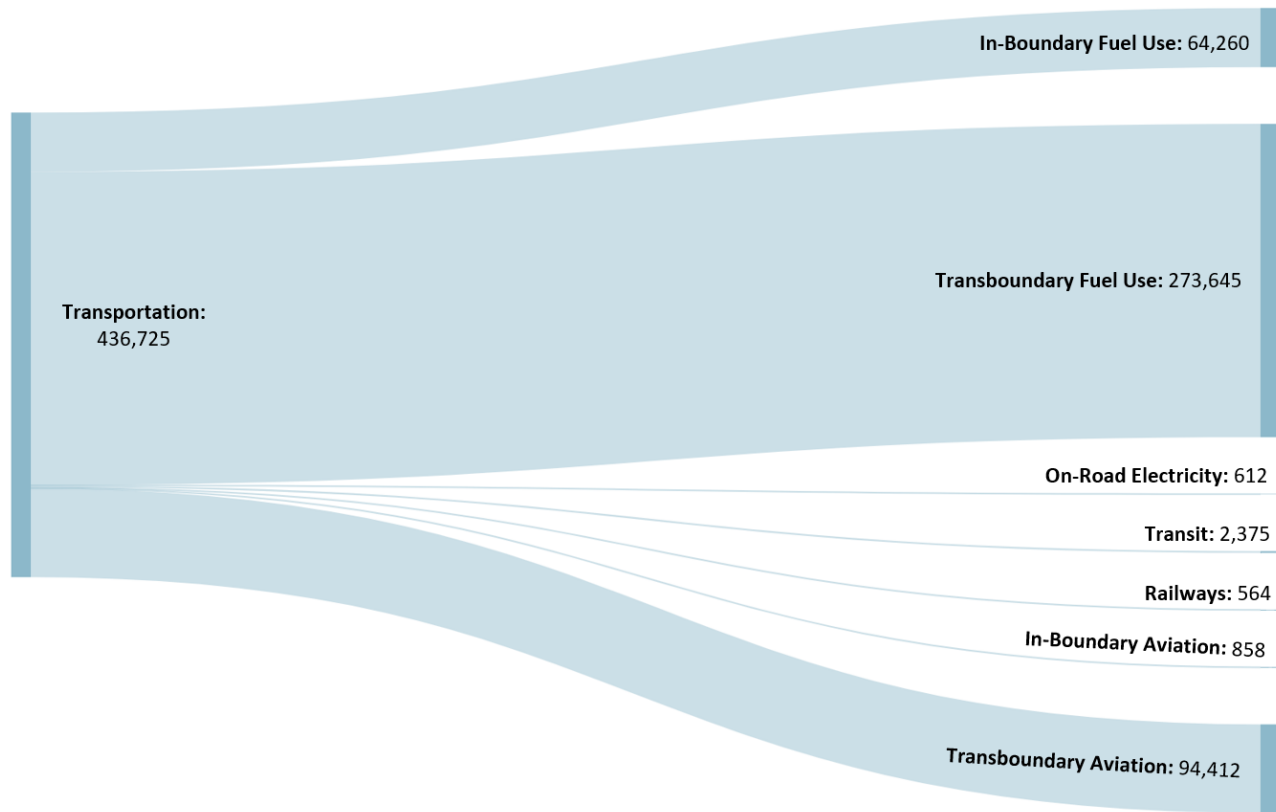 In-Boundary Fuel Use: 64,260
Transboundary Fuel Use: 273,645
Transportation:
436,725
On-Road Electricity: 612
Transit: 2,375
Railways: 564
In-Boundary Aviation: 858
Transboundary Aviation: 94,412